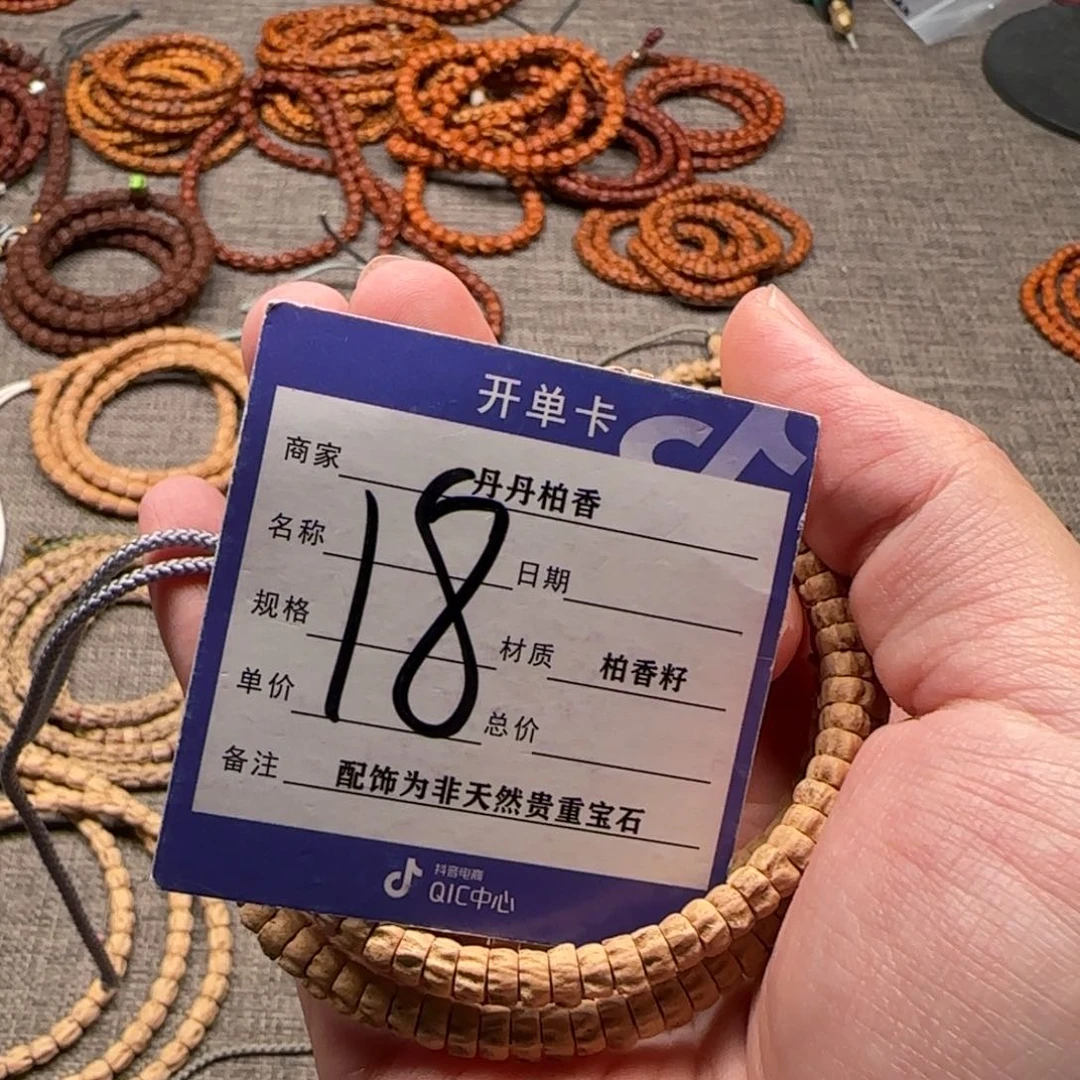 开单卡
商家 丹丹柏香
18
名称 日期
规格 材质 柏香籽
单价 总价
备注 配饰为非天然贵重宝石
抖音电商
QIC中心